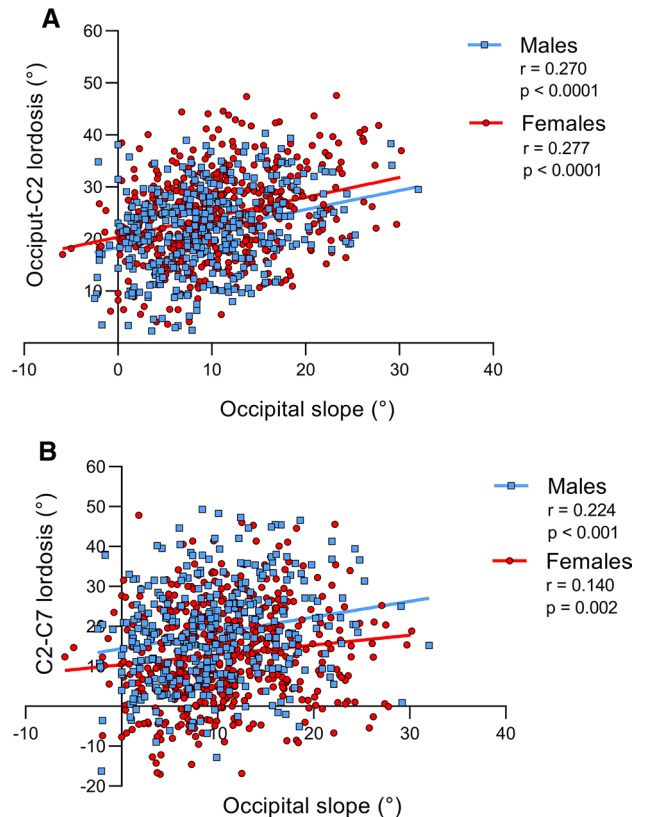 A
60
50
40
30
20
10
-10
0
10
20
30
40
Occiput-C2 lordosis (°)
Occipital slope (°)
Males
r = 0.270
p < 0.0001
Females
r = 0.277
p < 0.0001
B
60
50
40
30
20
10
-10
-20
-10
10
20
30
40
C2-C7 lordosis (°)
Occipital slope (°)
Males
r = 0.224
p < 0.001
Females
r = 0.140
p = 0.002